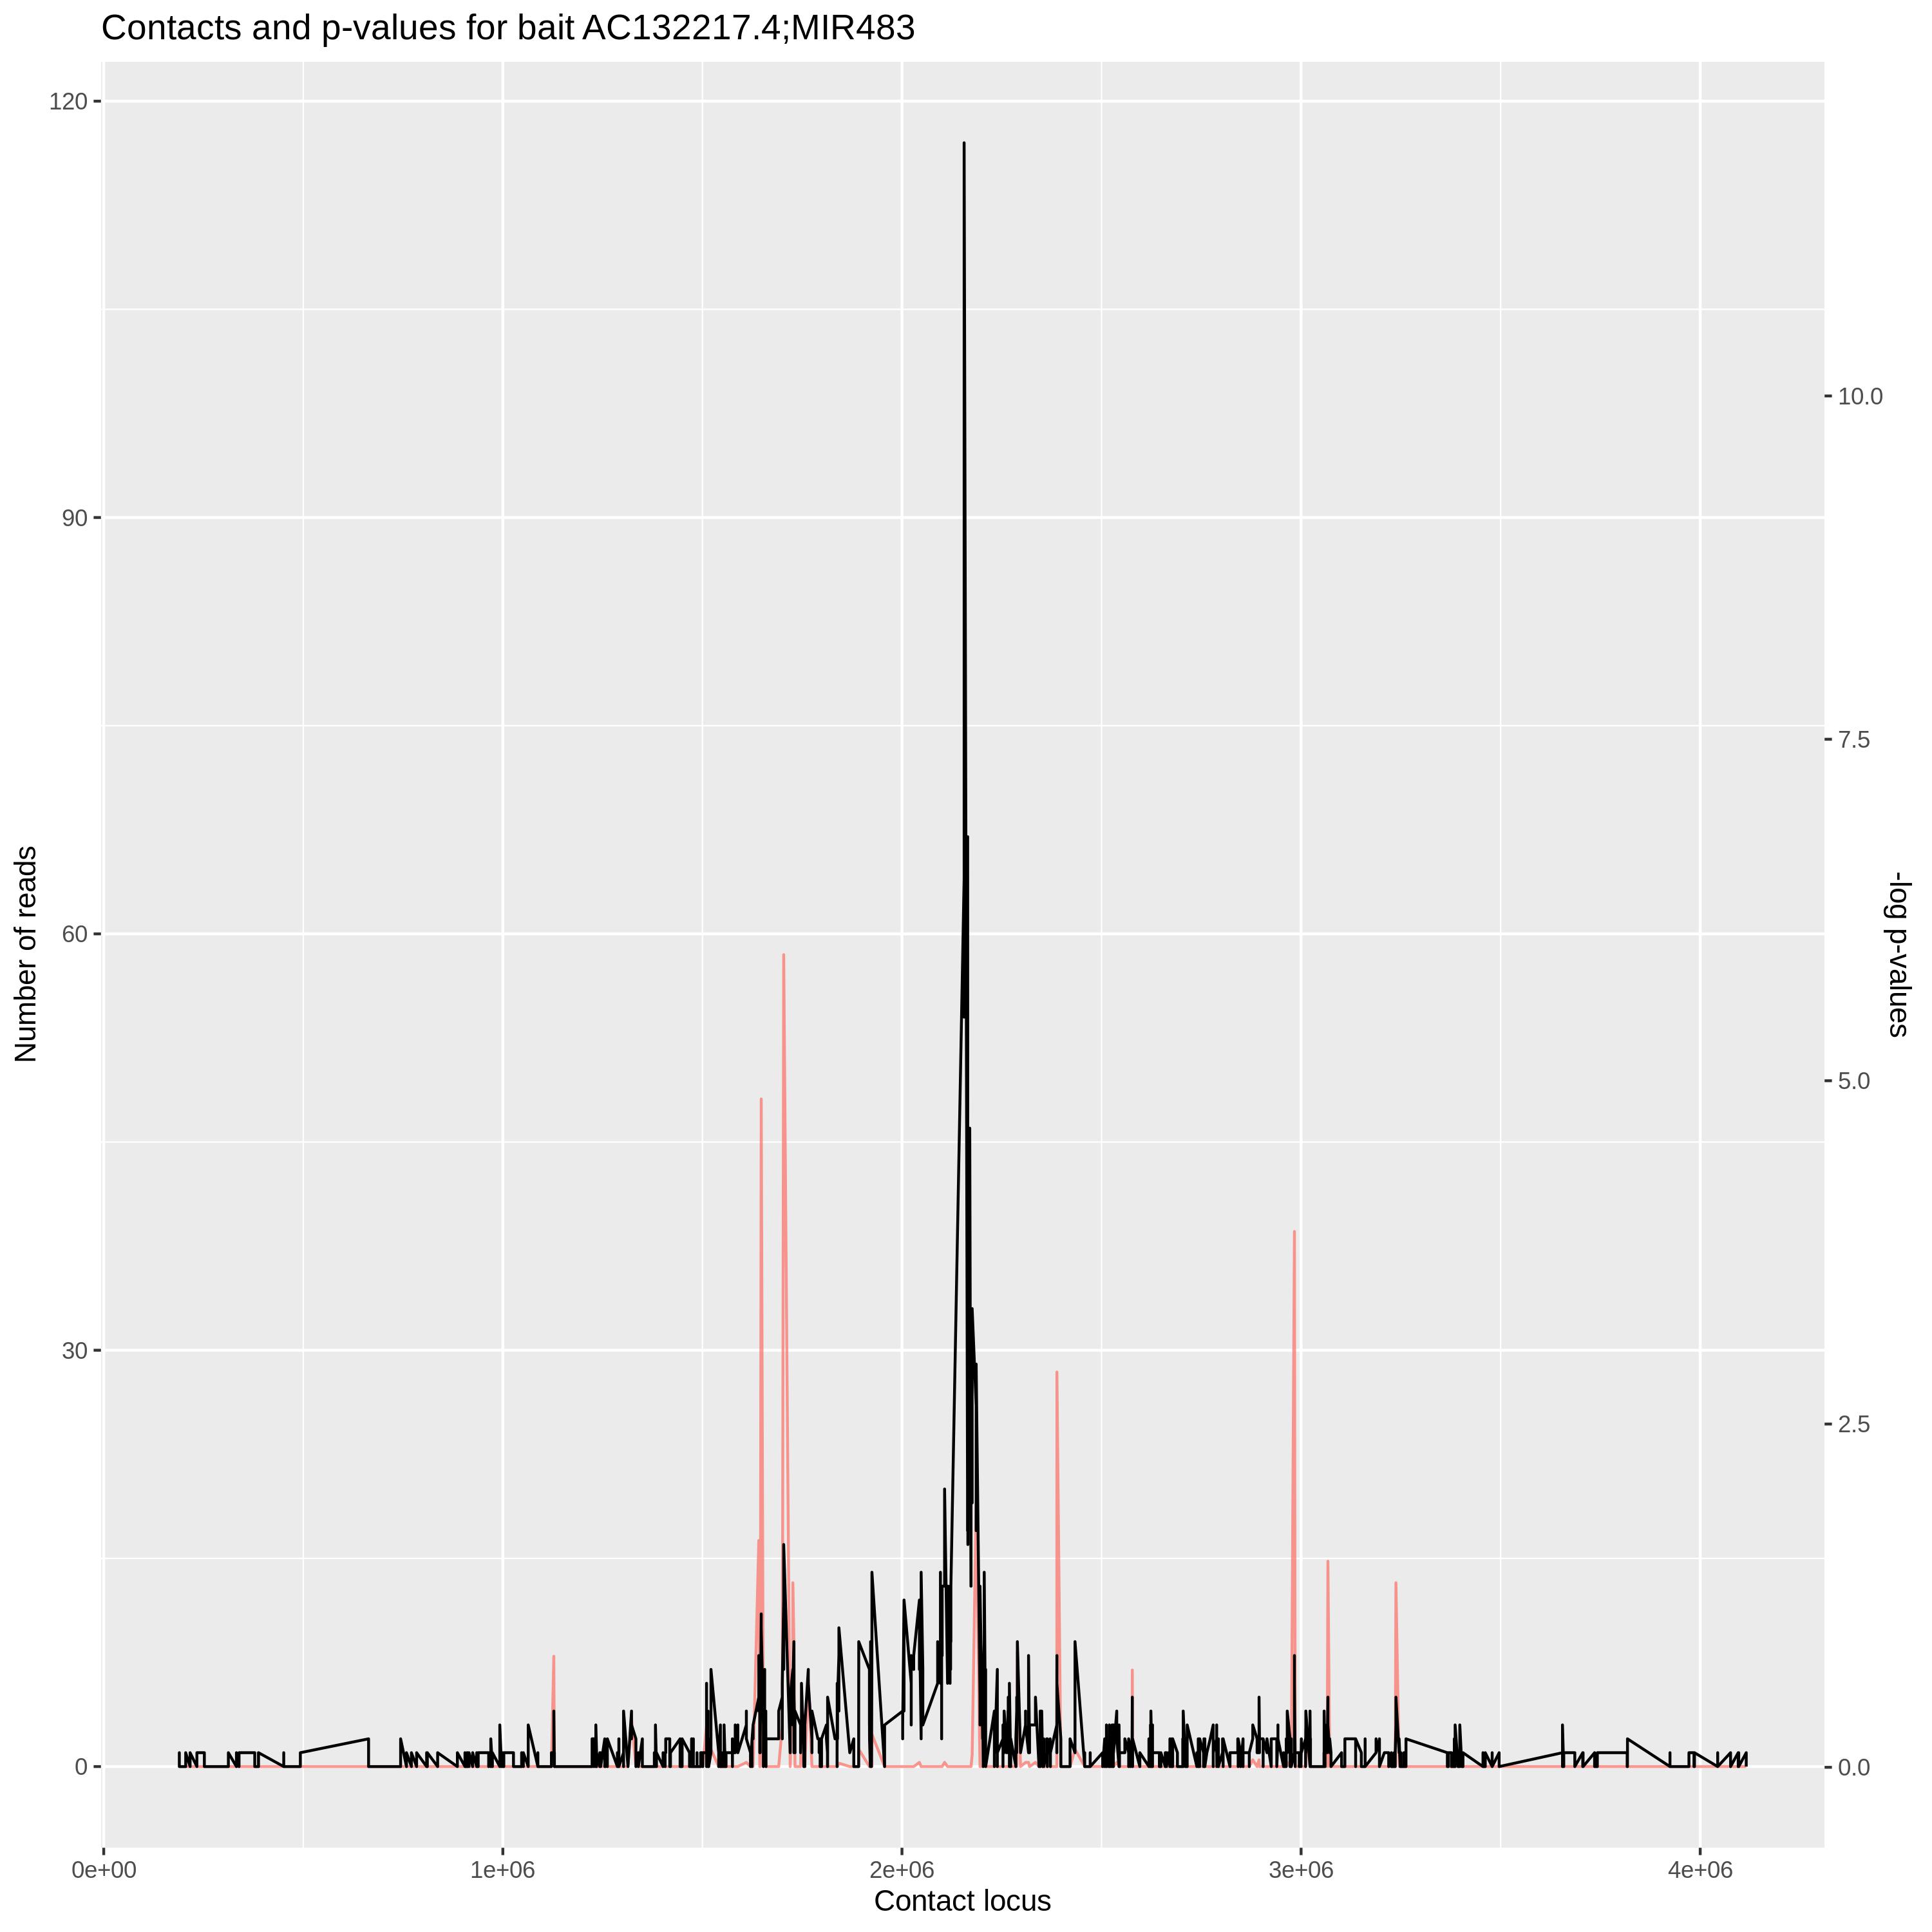 Contacts and p-values for bait AC132217.4;MIR483
120
90
60
30
0
Number of reads
10.0
7.5
5.0
2.5
0.0
-log p-values
0e+00
1e+06
2e+06
3e+06
4e+06
Contact locus